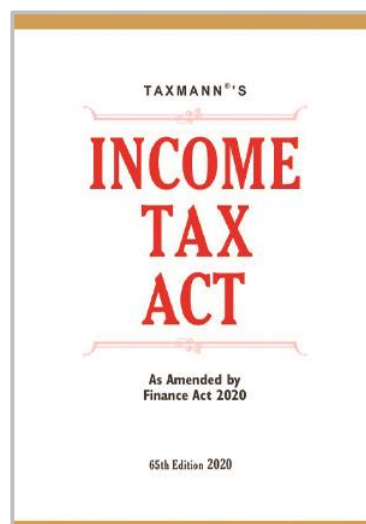 TAXMANN®'S
INCOME
TAX
ACT
As Amended by
Finance Act 2020
65th Edition 2020